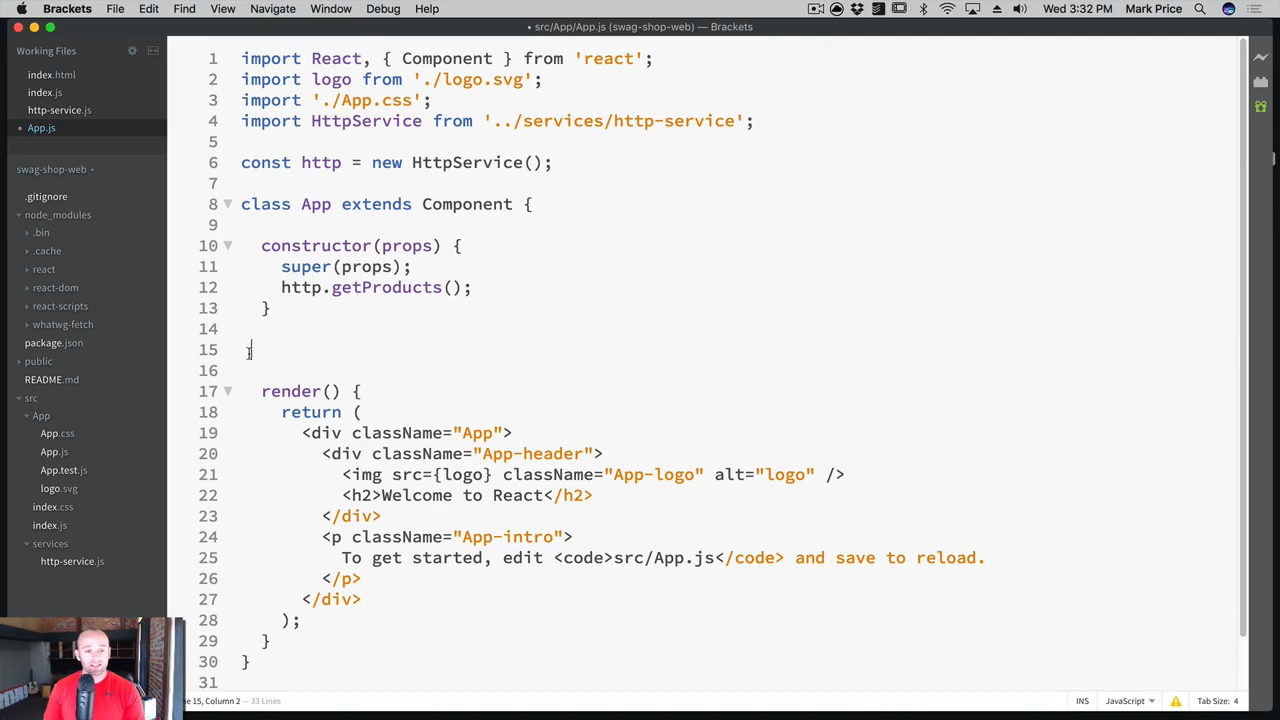 Brackets File Edit Find View Navigate Window Debug Help Wed 3:32 PM Mark Price
• src/App/App.js (swag-shop-web) — Brackets
Working Files
index.html
index.js
http-service.js
App.js
swag-shop-web
.gitignore
node_modules
.bin
.cache
react
react-dom
react-scripts
whatwg-fetch
package.json
public
README.md
src
App
App.css
App.js
App.test.js
logo.svg
index.css
index.js
services
http-service.js
1 import React, { Component } from 'react';
2 import logo from './logo.svg';
3 import './App.css';
4 import HttpService from '../services/http-service';
5
6 const http = new HttpService();
7
8 class App extends Component {
9
10 constructor(props) {
11 super(props);
12 http.getProducts();
13 }
14
15
16
17 render() {
18 return (
19 <div className="App">
20 <div className="App-header">
21 <img src={logo} className="App-logo" alt="logo" />
22 <h2>Welcome to React</h2>
23 </div>
24 <p className="App-intro">
25 To get started, edit <code>src/App.js</code> and save to reload.
26 </p>
27 </div>
28 );
29 }
30 }
31
15, Column 2 — 33 Lines INS JavaScript Tab Size: 4